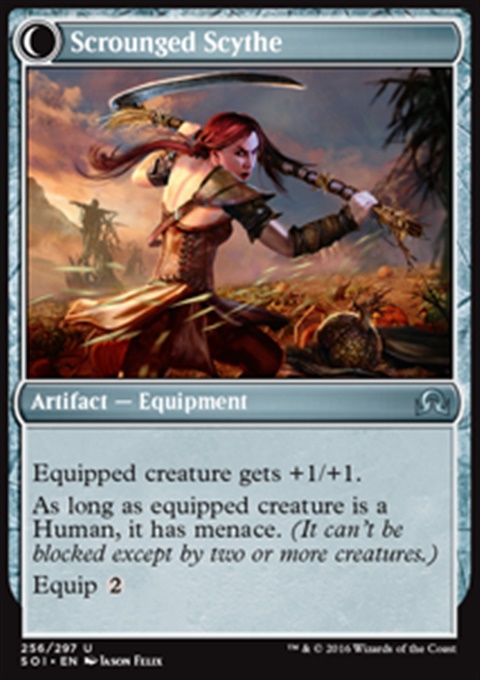 Scrounged Scythe
Artifact — Equipment
Equipped creature gets +1/+1.
As long as equipped creature is a
Human, it has menace. (It can't be
blocked except by two or more creatures.)
Equip 2
256/297 U
SOI • EN Jason Felix
™ & © 2016 Wizards of the Coast